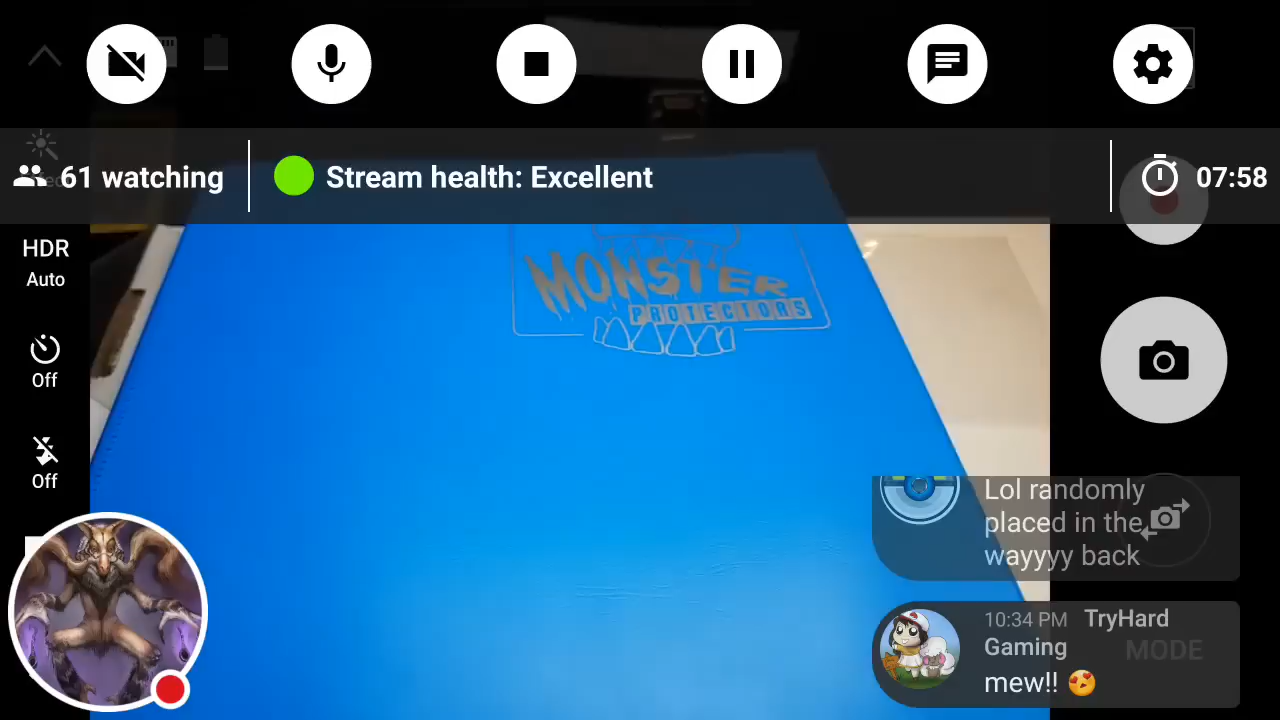 61 watching
Stream health: Excellent
07:58
HDR
Auto
MONSTER
PROTECTORS
Off
Off
Lol randomly
placed in the
wayyyy back
10:34 PM TryHard
Gaming
mew!! 😍
MODE